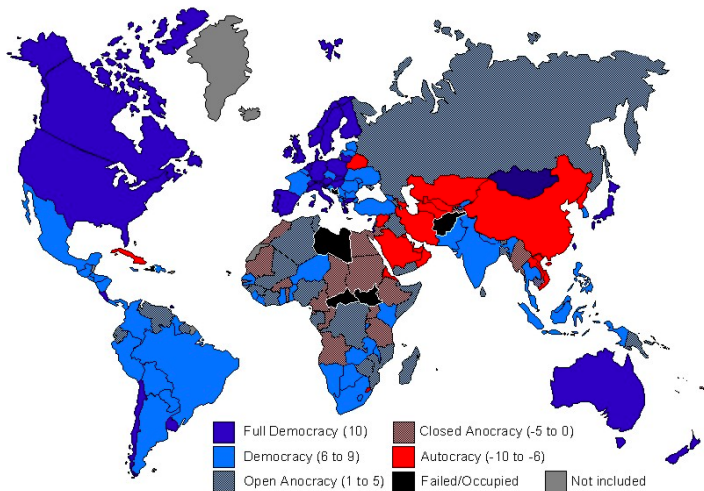 Full Democracy (10)
Closed Anocracy (-5 to 0)
Democracy (6 to 9)
Autocracy (-10 to -6)
Open Anocracy (1 to 5)
Failed/Occupied
Not included